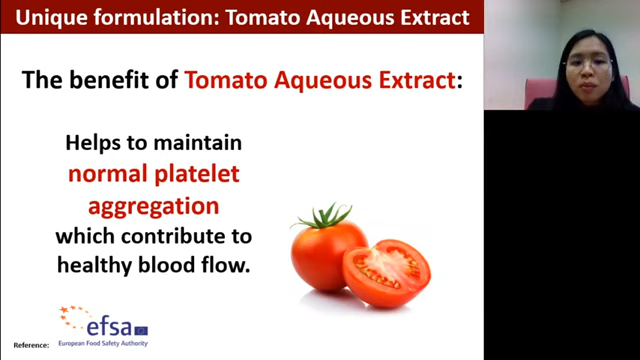 Unique formulation: Tomato Aqueous Extract
The benefit of Tomato Aqueous Extract:
Helps to maintain
normal platelet
aggregation
which contribute to
healthy blood flow.
Reference:
efsa
European Food Safety Authority